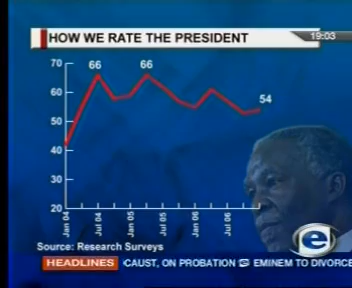 HOW WE RATE THE PRESIDENT
19:03
70
60
50
40
30
20
66
66
54
Jan 04
Jul 04
Jan 05
Jul 05
Jan 06
Jul 06
Source: Research Surveys
e
HEADLINES CAUST, ON PROBATION e EMINEM TO DIVORCE